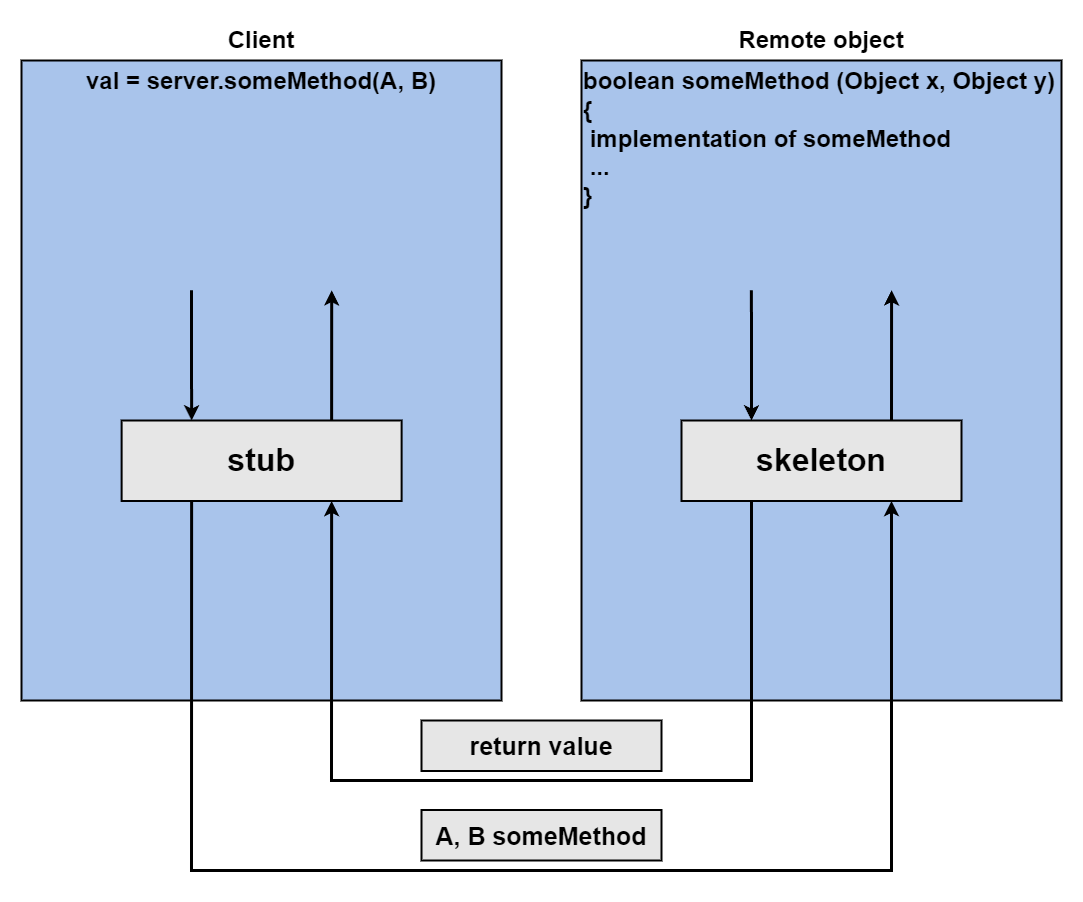 Client
val = server.someMethod(A, B)
Remote object
boolean someMethod (Object x, Object y)
{
implementation of someMethod
...
}
stub
skeleton
return value
A, B someMethod